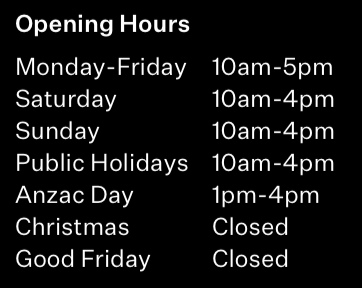 Opening Hours
Monday-Friday 10am-5pm
Saturday 10am-4pm
Sunday 10am-4pm
Public Holidays 10am-4pm
Anzac Day 1pm-4pm
Christmas Closed
Good Friday Closed